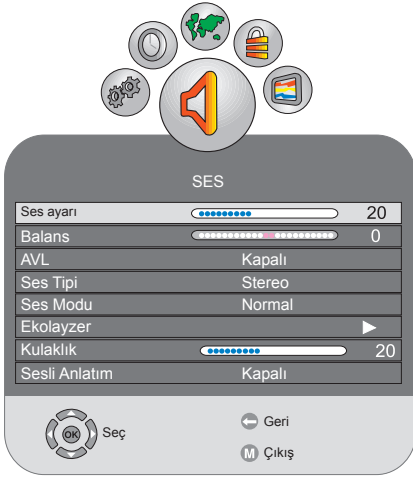 SES
Ses ayarı 20
Balans 0
AVL Kapalı
Ses Tipi Stereo
Ses Modu Normal
Ekolayzer
Kulaklık 20
Sesli Anlatım Kapalı
OK Seç
Geri
M Çıkış